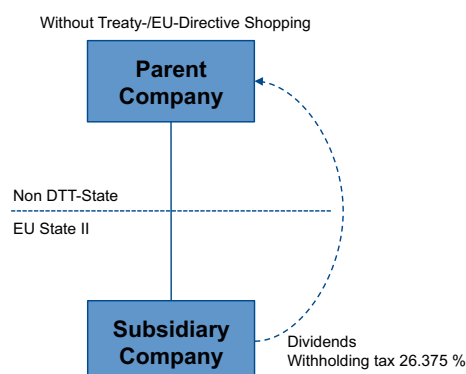 Without Treaty-/EU-Directive Shopping
Parent
Company
Non DTT-State
EU State II
Subsidiary
Company
Dividends
Withholding tax 26.375 %